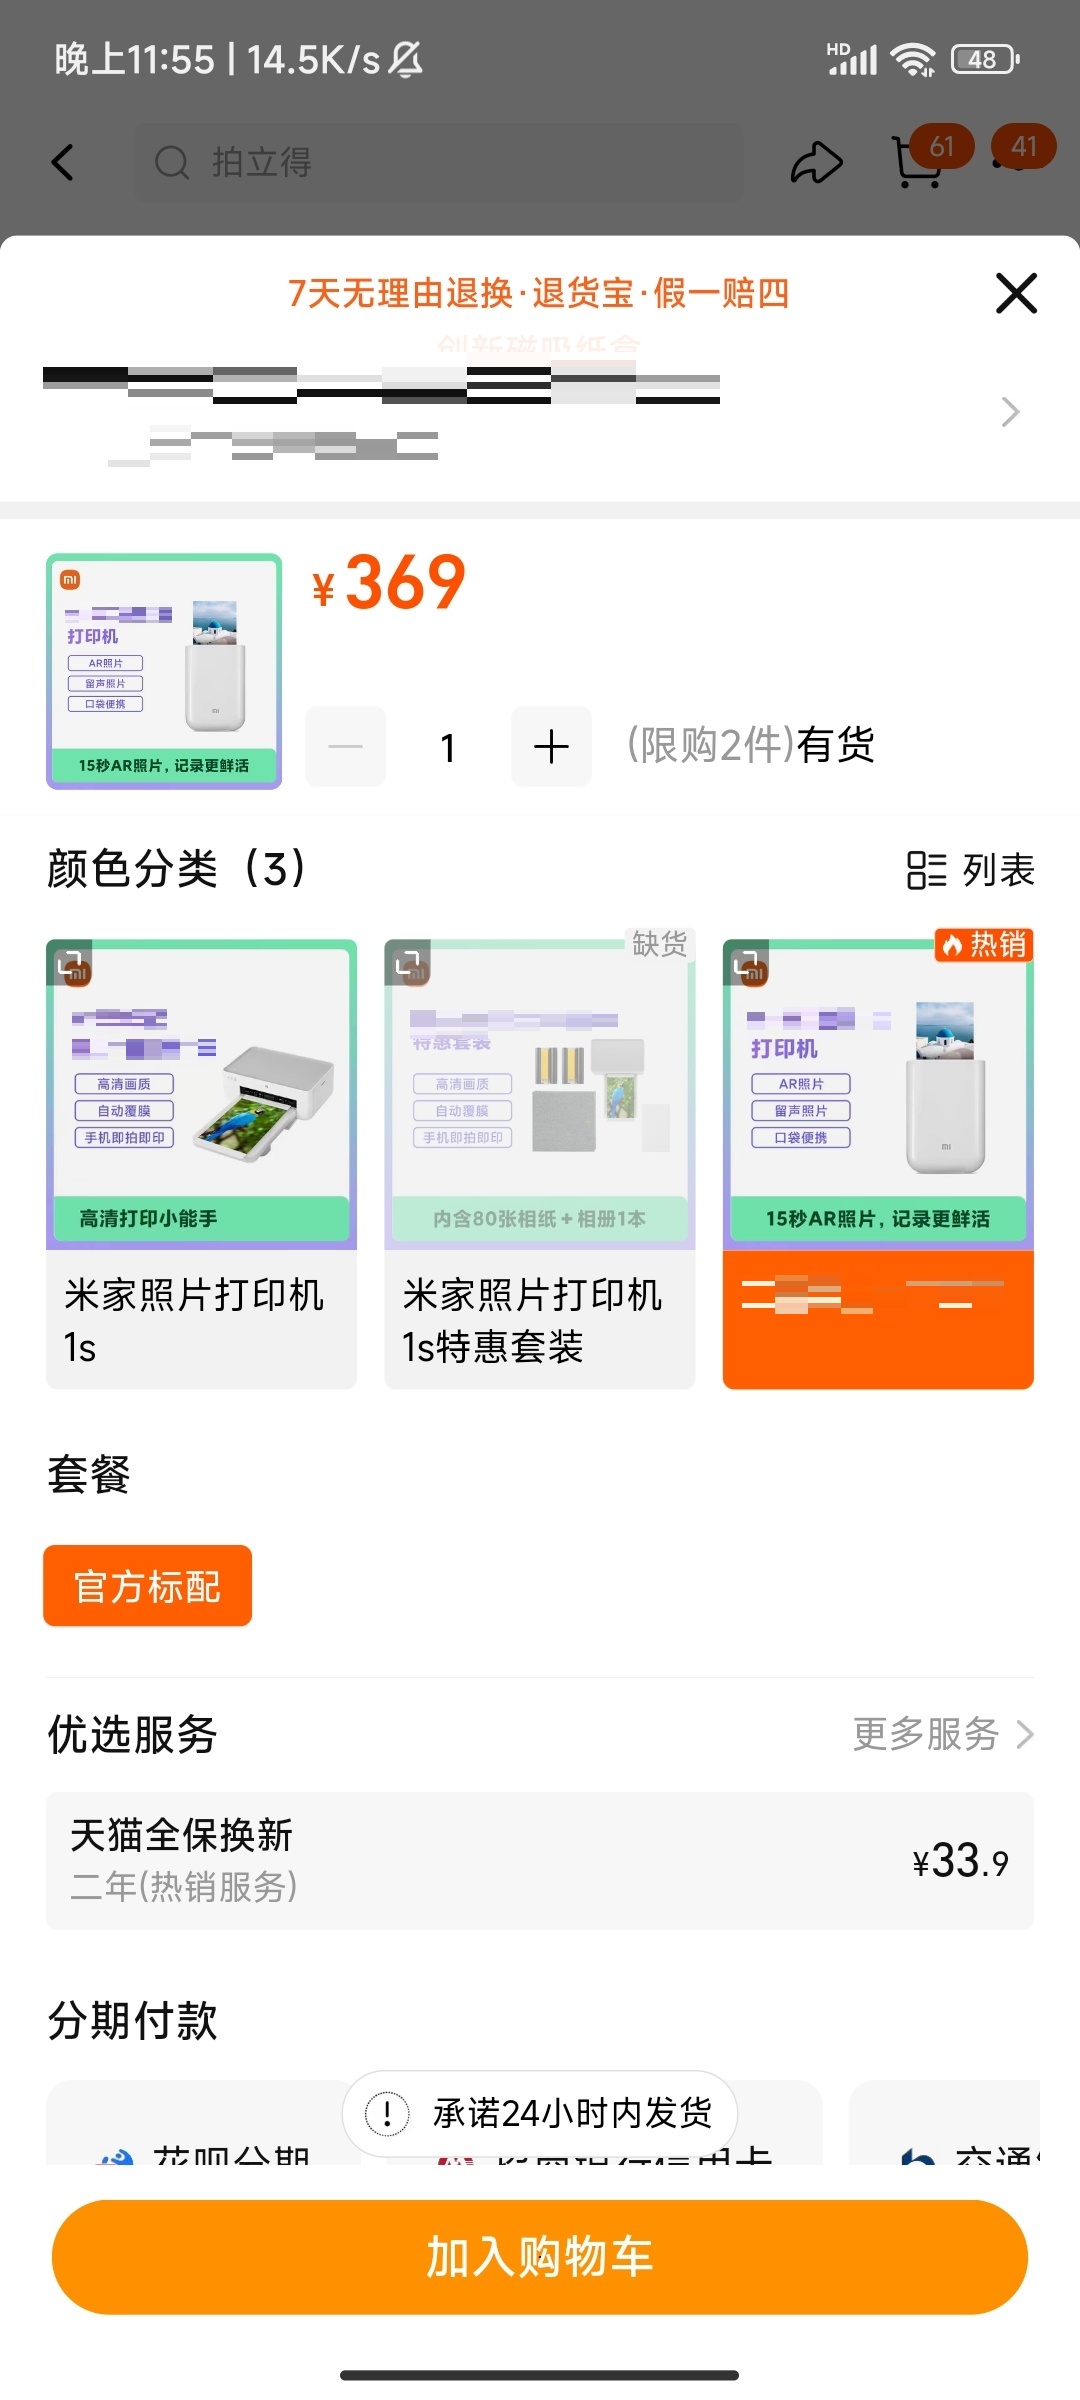 晚上11:55 | 14.5K/s
HD
48
拍立得
61
41
7天无理由退换·退货宝·假一赔四
创新磁吸纸盒
¥369
打印机
AR照片
留声照片
口袋便携
mi
15秒AR照片,记录更鲜活
1
(限购2件)有货
颜色分类(3)
列表
高清画质
自动覆膜
手机即拍即印
高清打印小能手
米家照片打印机
1s
缺货
特惠套装
高清画质
自动覆膜
手机即拍即印
内含80张相纸+相册1本
米家照片打印机
1s特惠套装
热销
打印机
AR照片
留声照片
口袋便携
mi
15秒AR照片,记录更鲜活
套餐
官方标配
优选服务
更多服务
天猫全保换新
二年(热销服务)
¥33.9
分期付款
承诺24小时内发货
花呗分期
交通
加入购物车